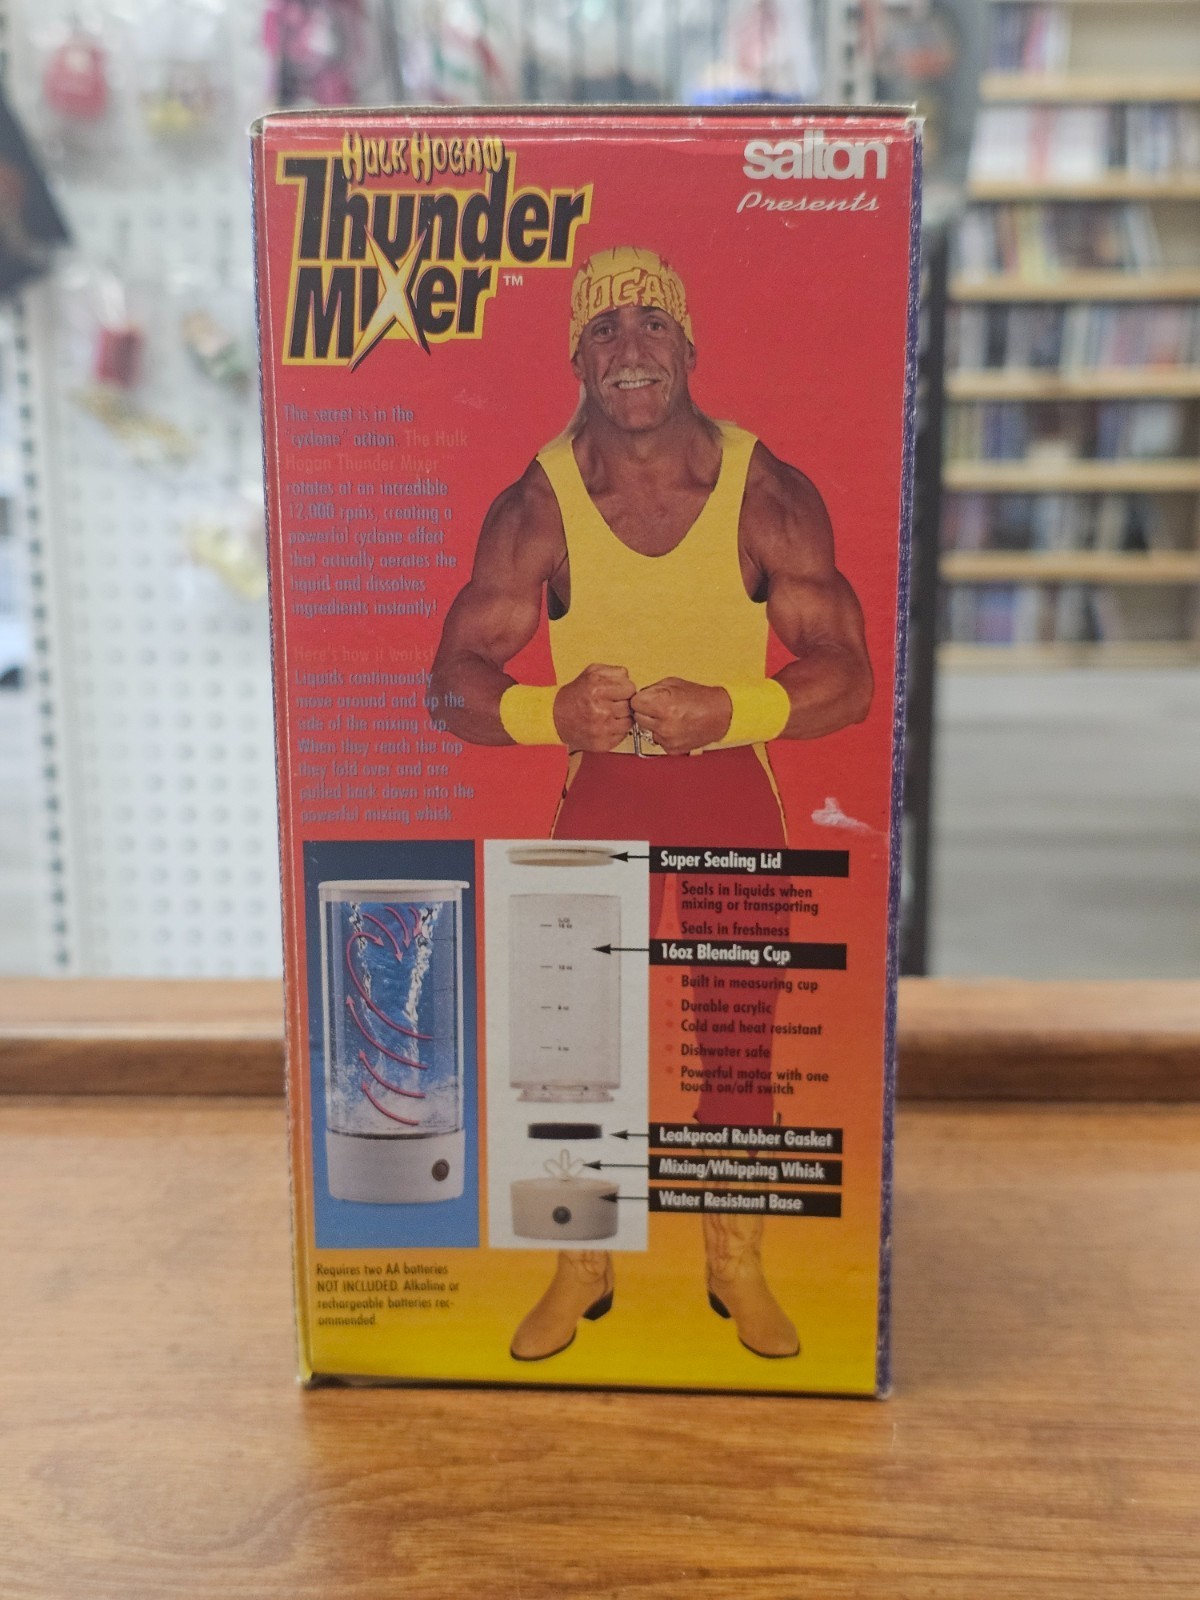 HULK HOGAN
Thunder
Mixer™
salton®
Presents
HOGAN
The secret is in the
"cyclone" action. The Hulk
Hogan Thunder Mixer
rotates at an incredible
12,000 rpms, creating a
powerful cyclone effect
that actually aerates the
liquid and dissolves
ingredients instantly!
Here's how it works!
Liquids continuously
move around and up the
side of the mixing cup.
When they reach the top
they fold over and are
pulled back down into the
powerful mixing whisk.
Super Sealing Lid
Seals in liquids when
mixing or transporting
Seals in freshness
16oz Blending Cup
Built in measuring cup
Durable acrylic
Cold and heat resistant
Dishwater safe
Powerful motor with one
touch on/off switch
Leakproof Rubber Gasket
Mixing/Whipping Whisk
Water Resistant Base
Requires two AA batteries
NOT INCLUDED. Alkaline or
rechargeable batteries rec-
ommended.